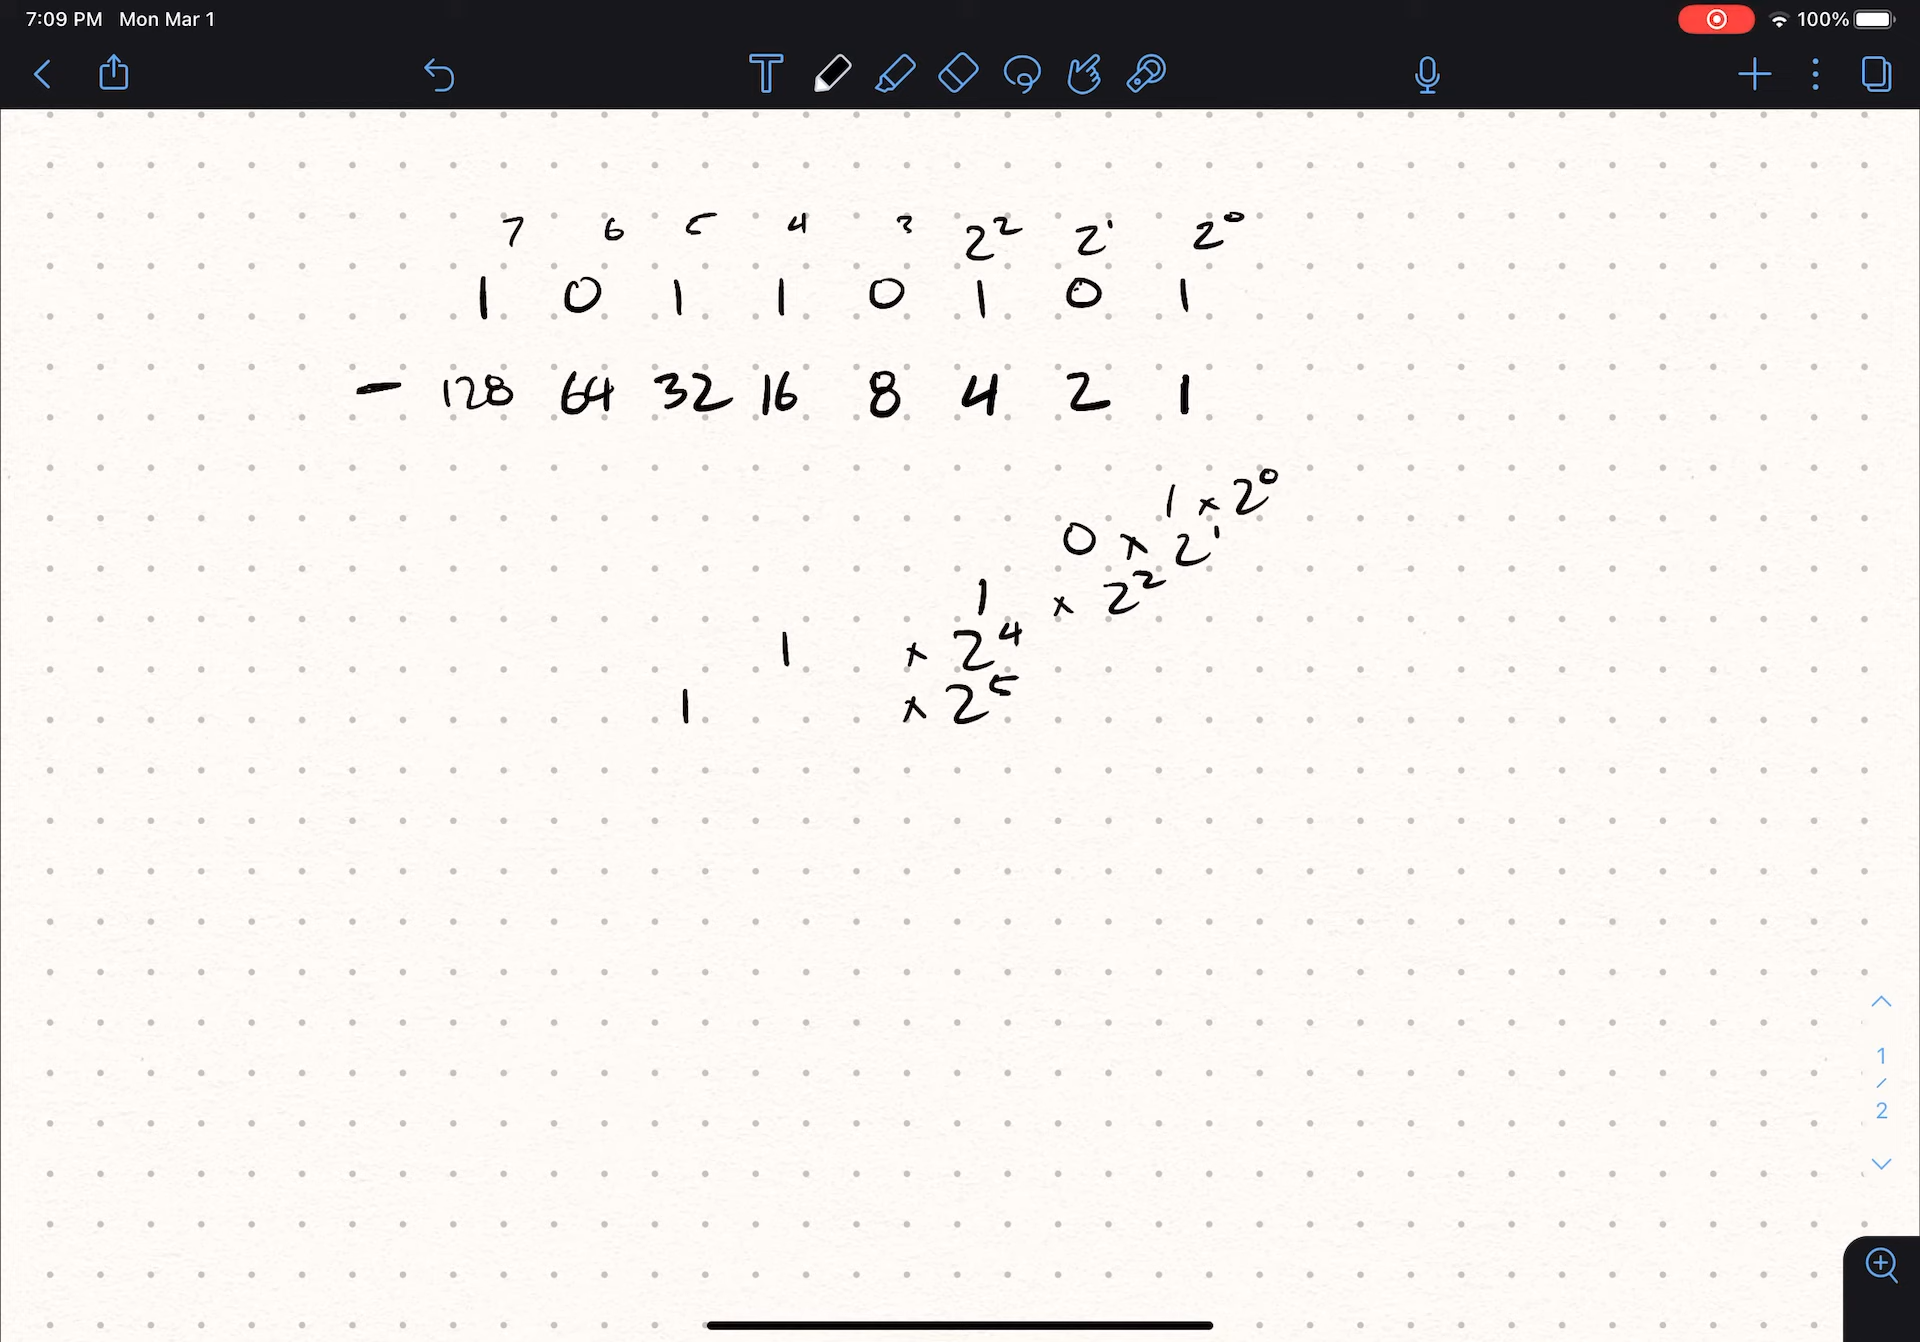 7:09 PM Mon Mar 1
100%
T
7 6 5 4 3 2² 2¹ 2⁰
1 0 1 1 0 1 0 1
- 128 64 32 16 8 4 2 1
1 × 2⁰
0 × 2¹
1 × 2²
1 × 2⁴
1 × 2⁵
1
/
2